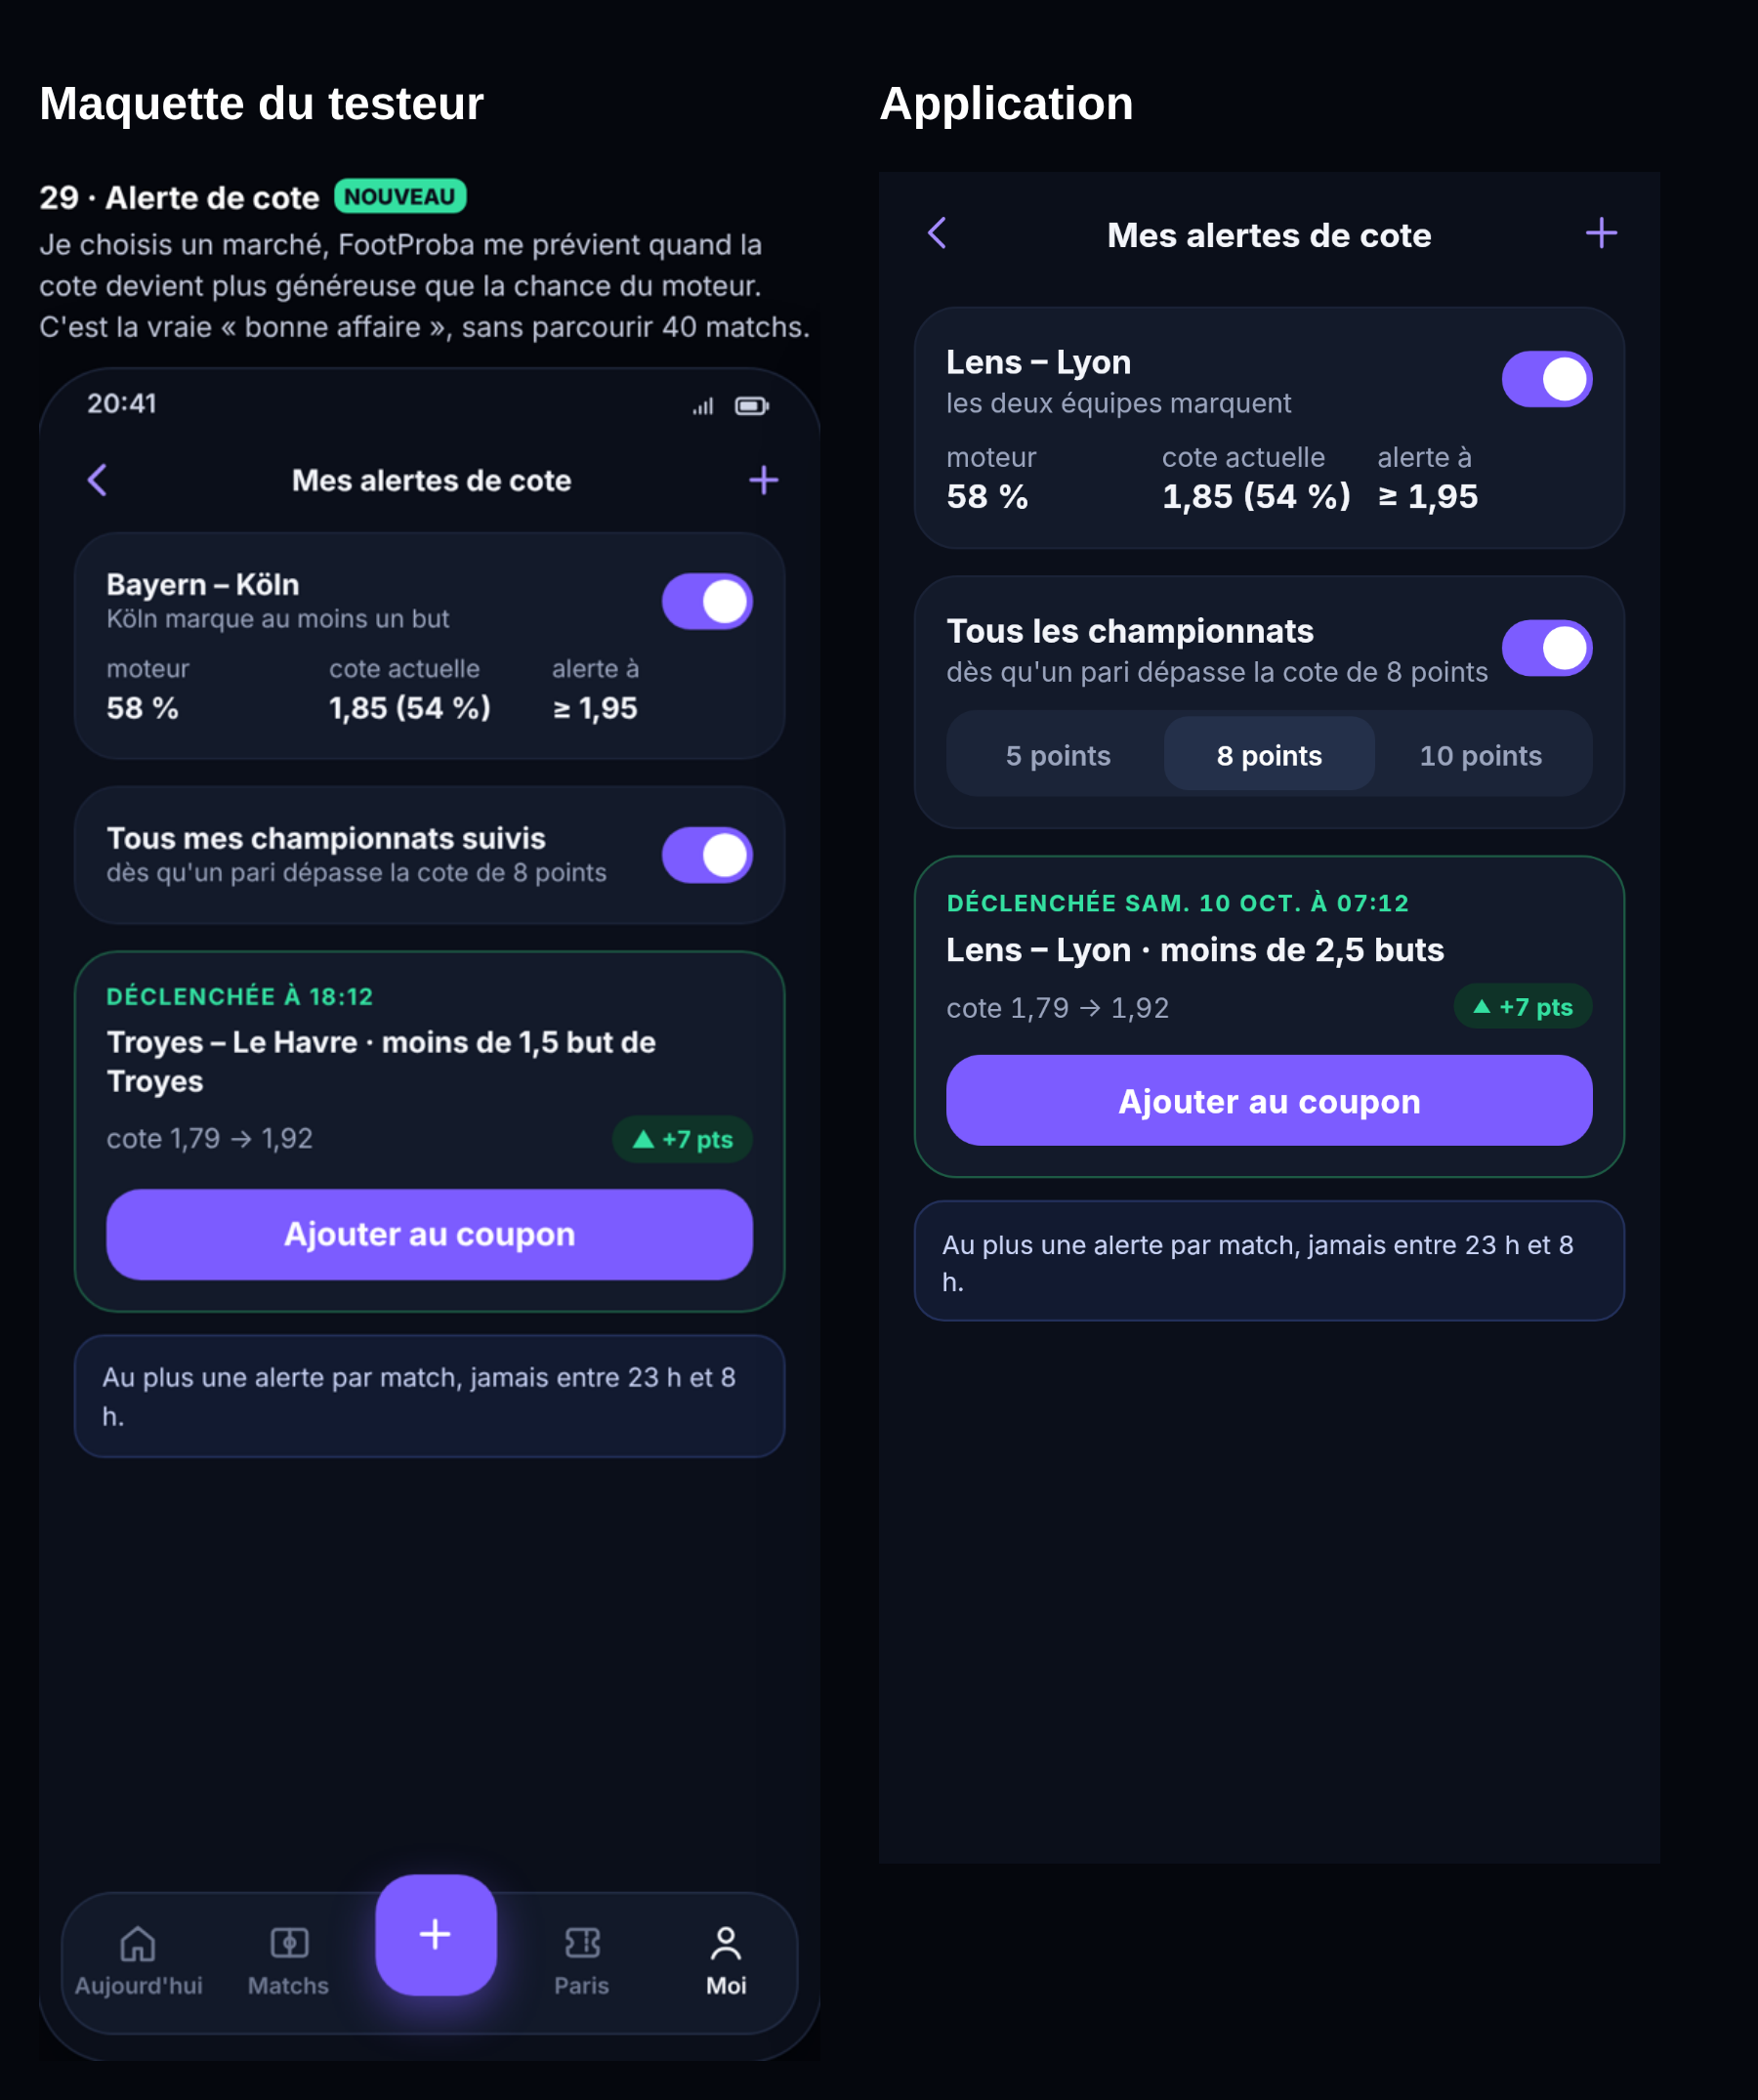 Maquette du testeur
29 · Alerte de cote NOUVEAU
Je choisis un marché, FootProba me prévient quand la
cote devient plus généreuse que la chance du moteur.
C'est la vraie « bonne affaire », sans parcourir 40 matchs.
20:41
Mes alertes de cote
Bayern – Köln
Köln marque au moins un but
moteur cote actuelle alerte à
58 % 1,85 (54 %) ≥ 1,95
Tous mes championnats suivis
dès qu'un pari dépasse la cote de 8 points
DÉCLENCHÉE À 18:12
Troyes – Le Havre · moins de 1,5 but de
Troyes
cote 1,79 → 1,92 ▲ +7 pts
Ajouter au coupon
Au plus une alerte par match, jamais entre 23 h et 8
h.
Aujourd'hui Matchs + Paris Moi
Application
Mes alertes de cote +
Lens – Lyon
les deux équipes marquent
moteur cote actuelle alerte à
58 % 1,85 (54 %) ≥ 1,95
Tous les championnats
dès qu'un pari dépasse la cote de 8 points
5 points 8 points 10 points
DÉCLENCHÉE SAM. 10 OCT. À 07:12
Lens – Lyon · moins de 2,5 buts
cote 1,79 → 1,92 ▲ +7 pts
Ajouter au coupon
Au plus une alerte par match, jamais entre 23 h et 8
h.